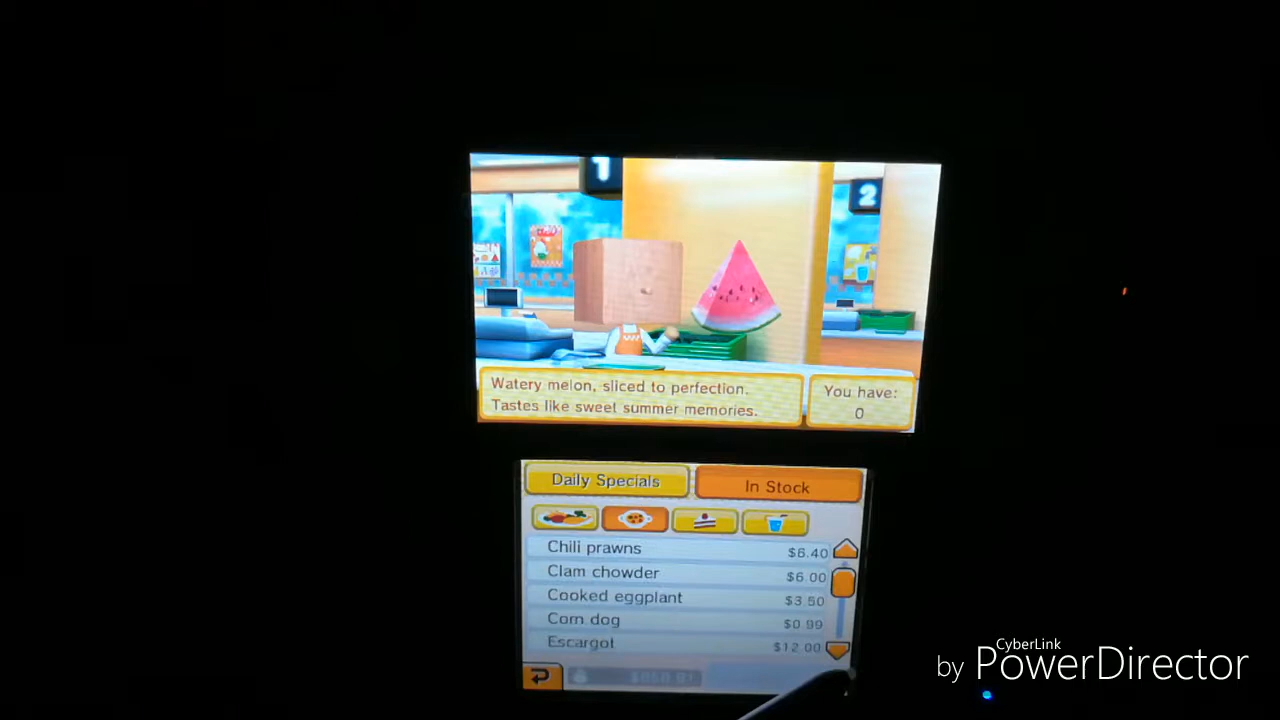 1
2
Watery melon, sliced to perfection.
Tastes like sweet summer memories.
You have:
0
Daily Specials
In Stock
Chili prawns $6.40
Clam chowder $6.00
Cooked eggplant $3.50
Corn dog $0.99
Escargot $12.00
CyberLink
by PowerDirector